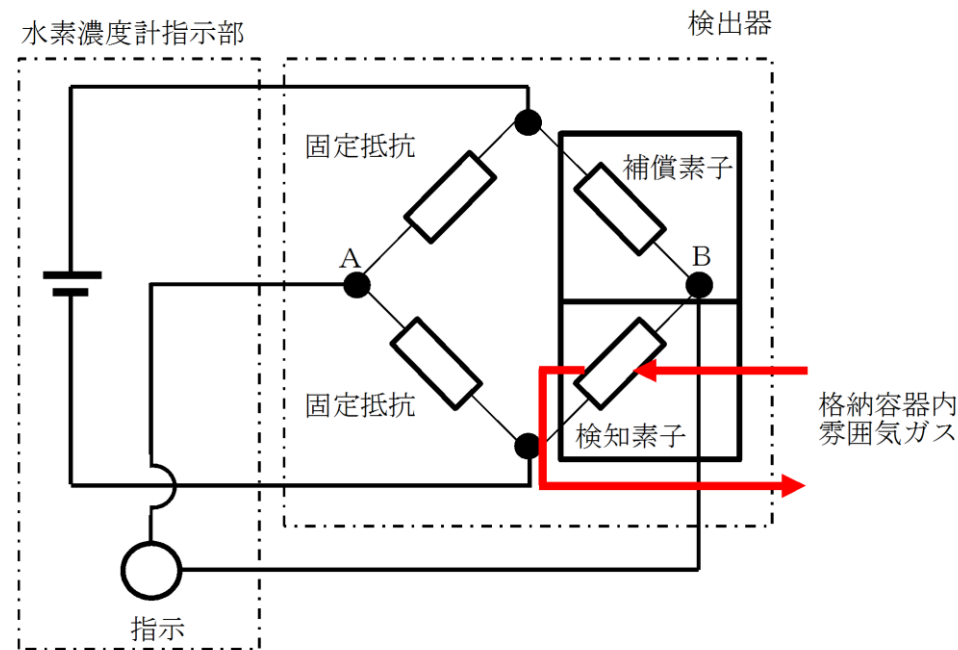 水素濃度計指示部
検出器
固定抵抗
補償素子
A
B
固定抵抗
検知素子
格納容器内
雰囲気ガス
指示